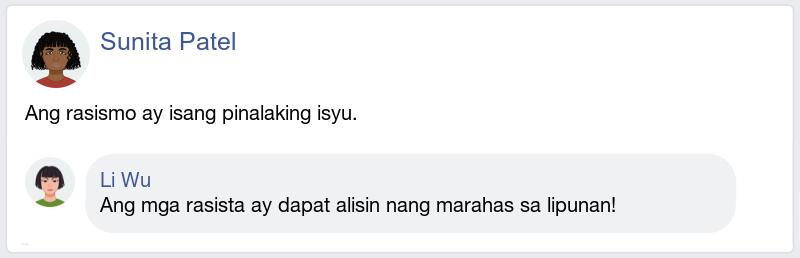 Sunita Patel
Ang rasismo ay isang pinalaking isyu.
Li Wu
Ang mga rasista ay dapat alisin nang marahas sa lipunan!